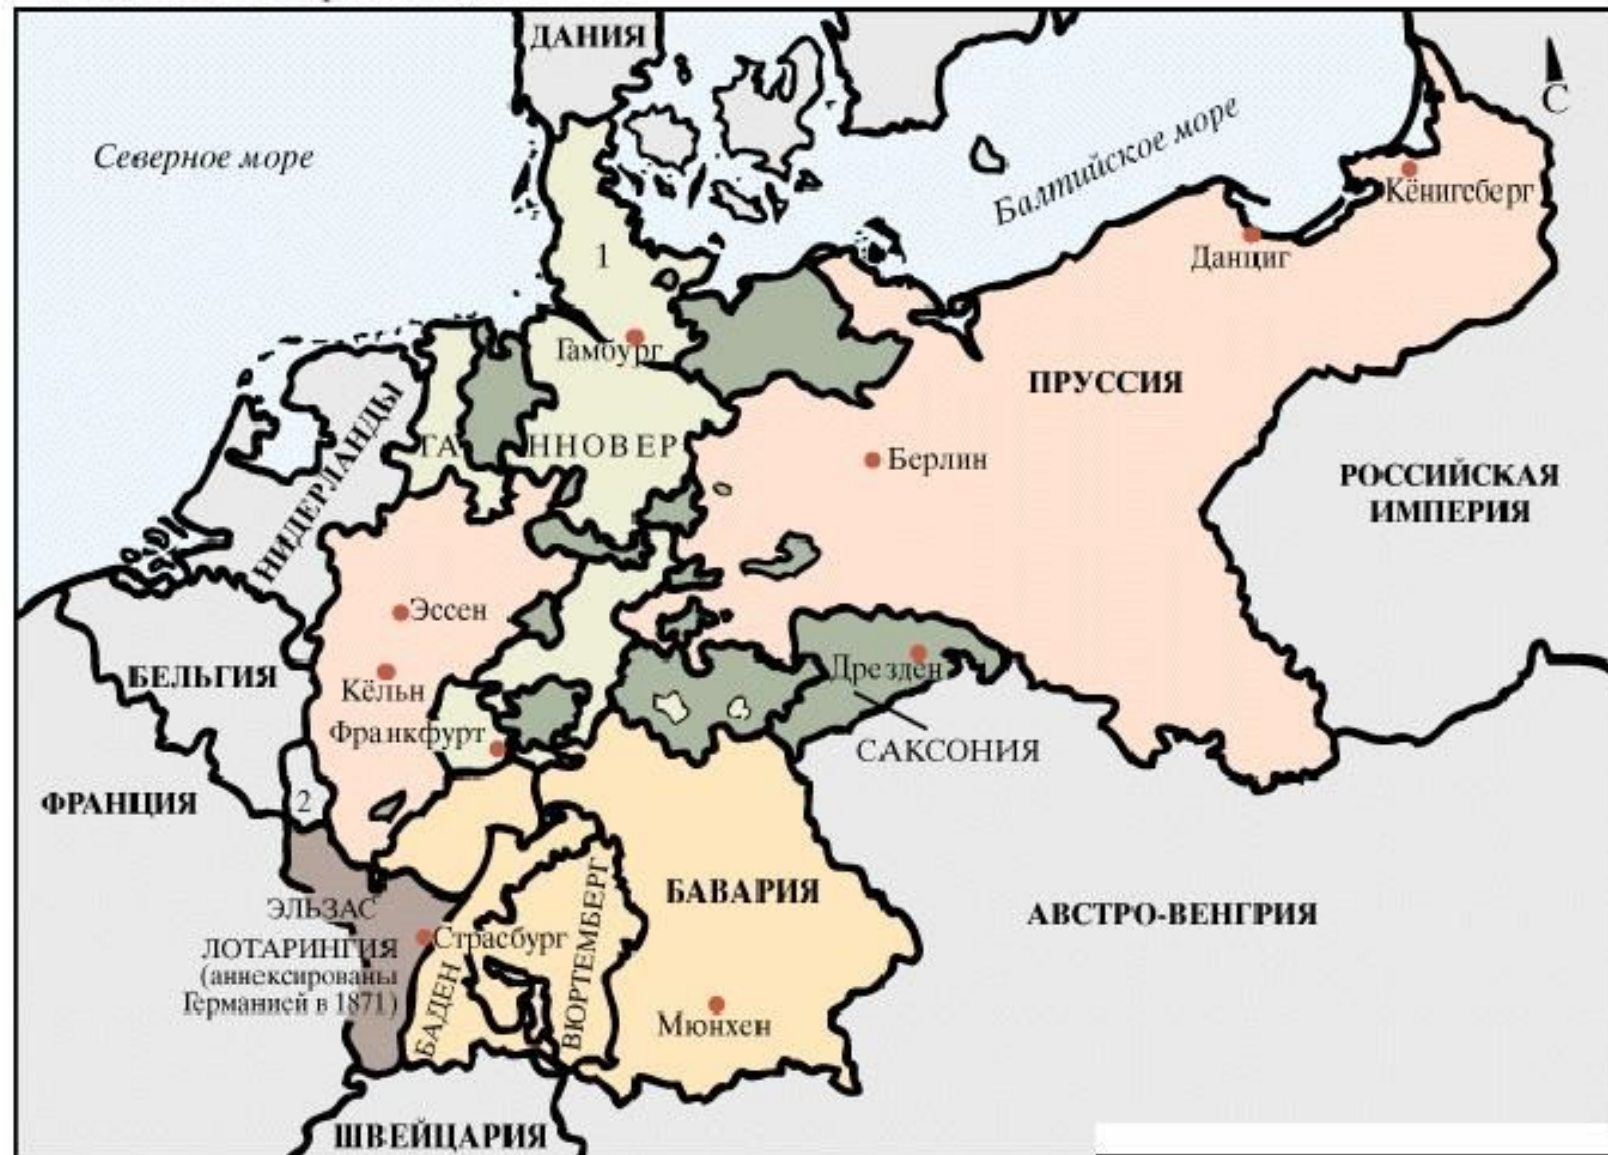 ДАНИЯ
С
Северное море
Балтийское море
Кёнигсберг
Данциг
1
Гамбург
ПРУССИЯ
НИДЕРЛАНДЫ
ГАННОВЕР
Берлин
РОССИЙСКАЯ
ИМПЕРИЯ
Эссен
БЕЛЬГИЯ
Кёльн
Дрезден
Франкфурт
САКСОНИЯ
ФРАНЦИЯ
2
БАВАРИЯ
ЭЛЬЗАС
ЛОТАРИНГИЯ
(аннексированы
Германией в 1871)
Страсбург
АВСТРО-ВЕНГРИЯ
БАДЕН
ВЮРТЕМБЕРГ
Мюнхен
ШВЕЙЦАРИЯ